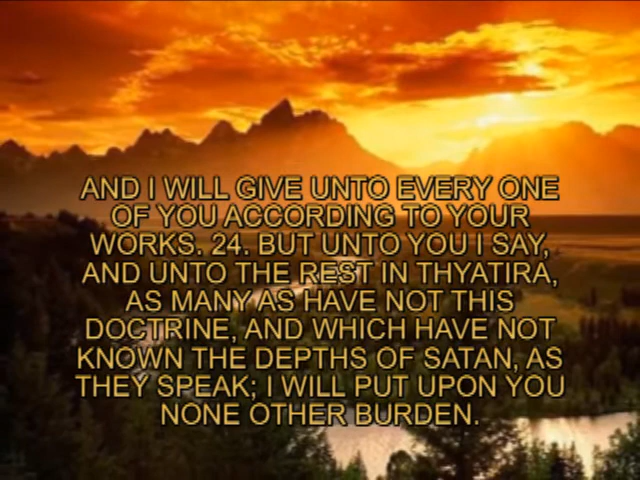 AND I WILL GIVE UNTO EVERY ONE
OF YOU ACCORDING TO YOUR
WORKS. 24. BUT UNTO YOU I SAY,
AND UNTO THE REST IN THYATIRA,
AS MANY AS HAVE NOT THIS
DOCTRINE, AND WHICH HAVE NOT
KNOWN THE DEPTHS OF SATAN, AS
THEY SPEAK; I WILL PUT UPON YOU
NONE OTHER BURDEN.